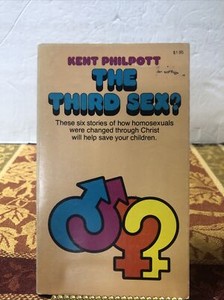 KENT PHILPOTT
THE
THIRD SEX?
These six stories of how homosexuals
were changed through Christ
will help save your children.